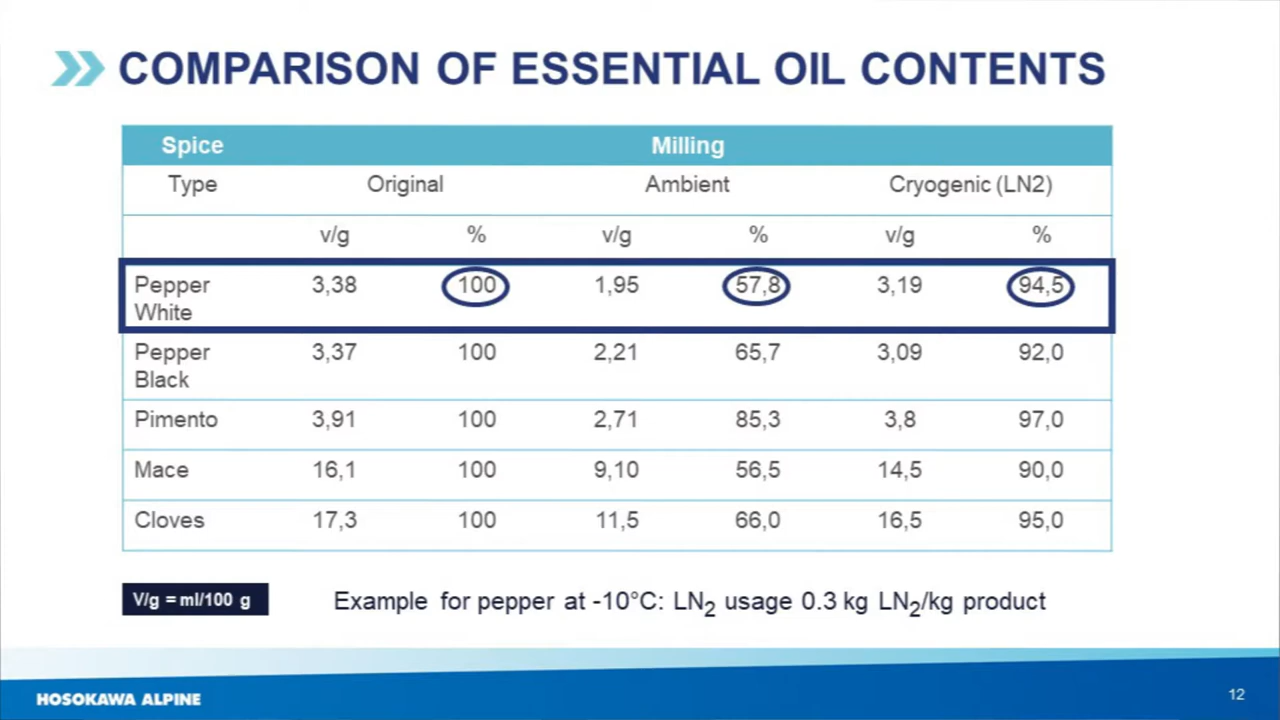 COMPARISON OF ESSENTIAL OIL CONTENTS
Spice Milling
Type Original Ambient Cryogenic (LN2)
v/g % v/g % v/g %
Pepper White 3,38 100 1,95 57,8 3,19 94,5
Pepper Black 3,37 100 2,21 65,7 3,09 92,0
Pimento 3,91 100 2,71 85,3 3,8 97,0
Mace 16,1 100 9,10 56,5 14,5 90,0
Cloves 17,3 100 11,5 66,0 16,5 95,0
V/g = ml/100 g
Example for pepper at -10°C: LN2 usage 0.3 kg LN2/kg product
HOSOKAWA ALPINE
12